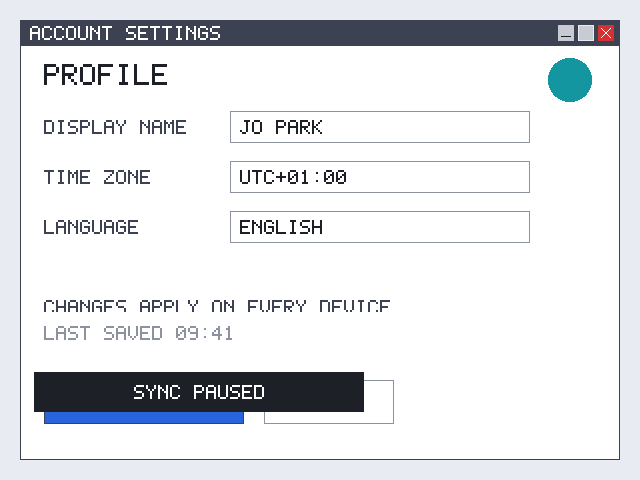 ACCOUNT SETTINGS
PROFILE
DISPLAY NAME JO PARK
TIME ZONE UTC+01:00
LANGUAGE ENGLISH
CHANGES APPLY ON EVERY DEVICE
LAST SAVED 09:41
SYNC PAUSED